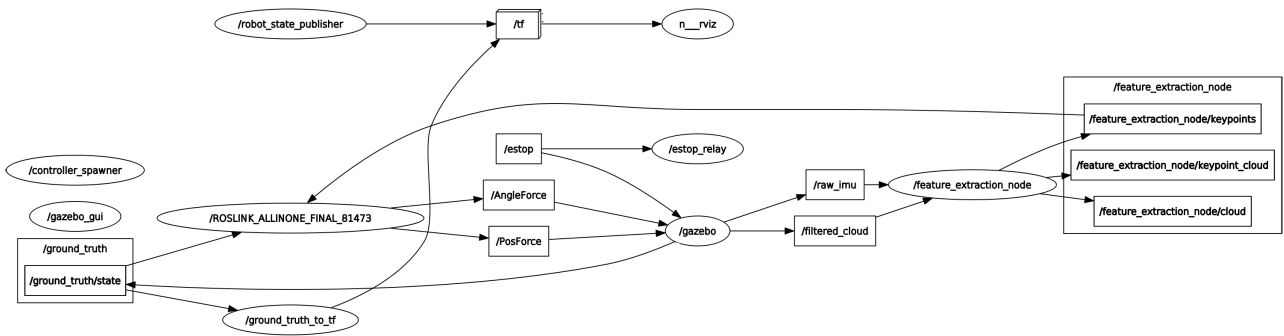 /robot_state_publisher
/tf
n___rviz
/feature_extraction_node
/feature_extraction_node/keypoints
/estop
/estop_relay
/controller_spawner
/feature_extraction_node/keypoint_cloud
/raw_imu
/feature_extraction_node
/AngleForce
/gazebo_gui
/ROSLINK_ALLINONE_FINAL_81473
/feature_extraction_node/cloud
/gazebo
/filtered_cloud
/PosForce
/ground_truth
/ground_truth/state
/ground_truth_to_tf